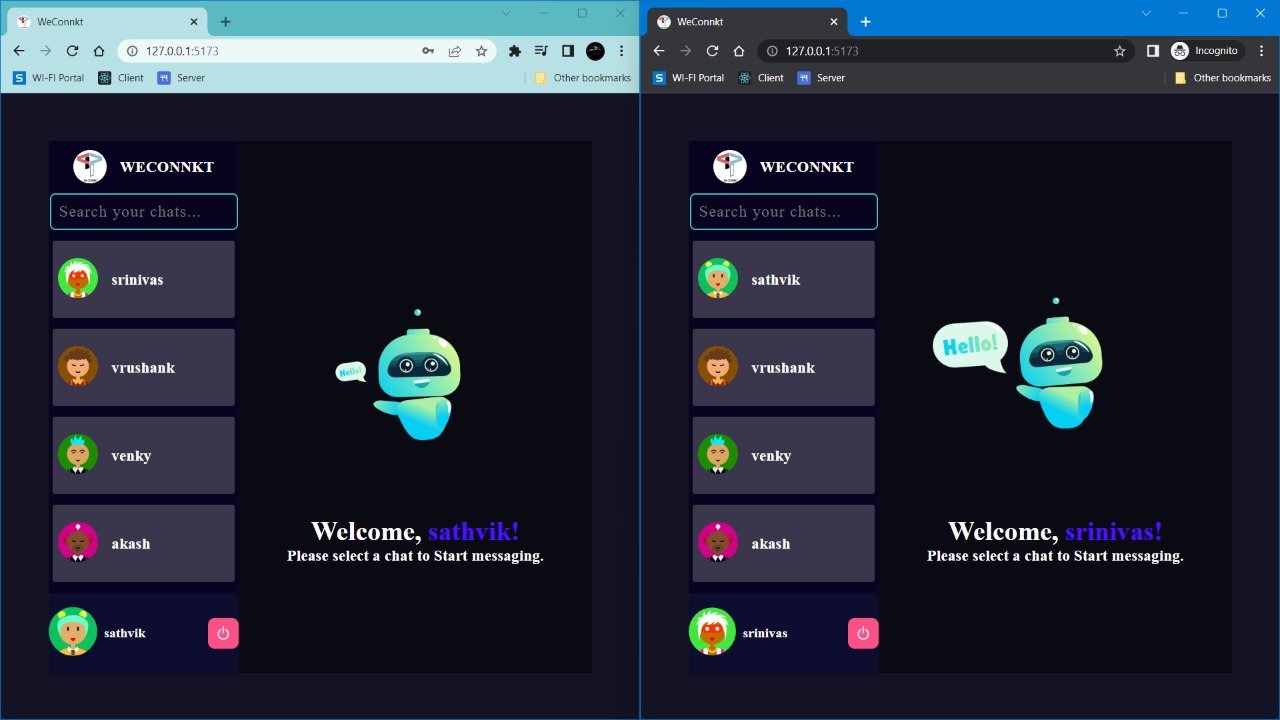 WeConnkt
127.0.0.1:5173
WI-FI Portal
Client
Server
Other bookmarks
WECONNKT
Search your chats...
srinivas
vrushank
venky
akash
sathvik
Hello!
Welcome, sathvik!
Please select a chat to Start messaging.
WeConnkt
127.0.0.1:5173
Incognito
WI-FI Portal
Client
Server
Other bookmarks
WECONNKT
Search your chats...
sathvik
vrushank
venky
akash
srinivas
Hello!
Welcome, srinivas!
Please select a chat to Start messaging.